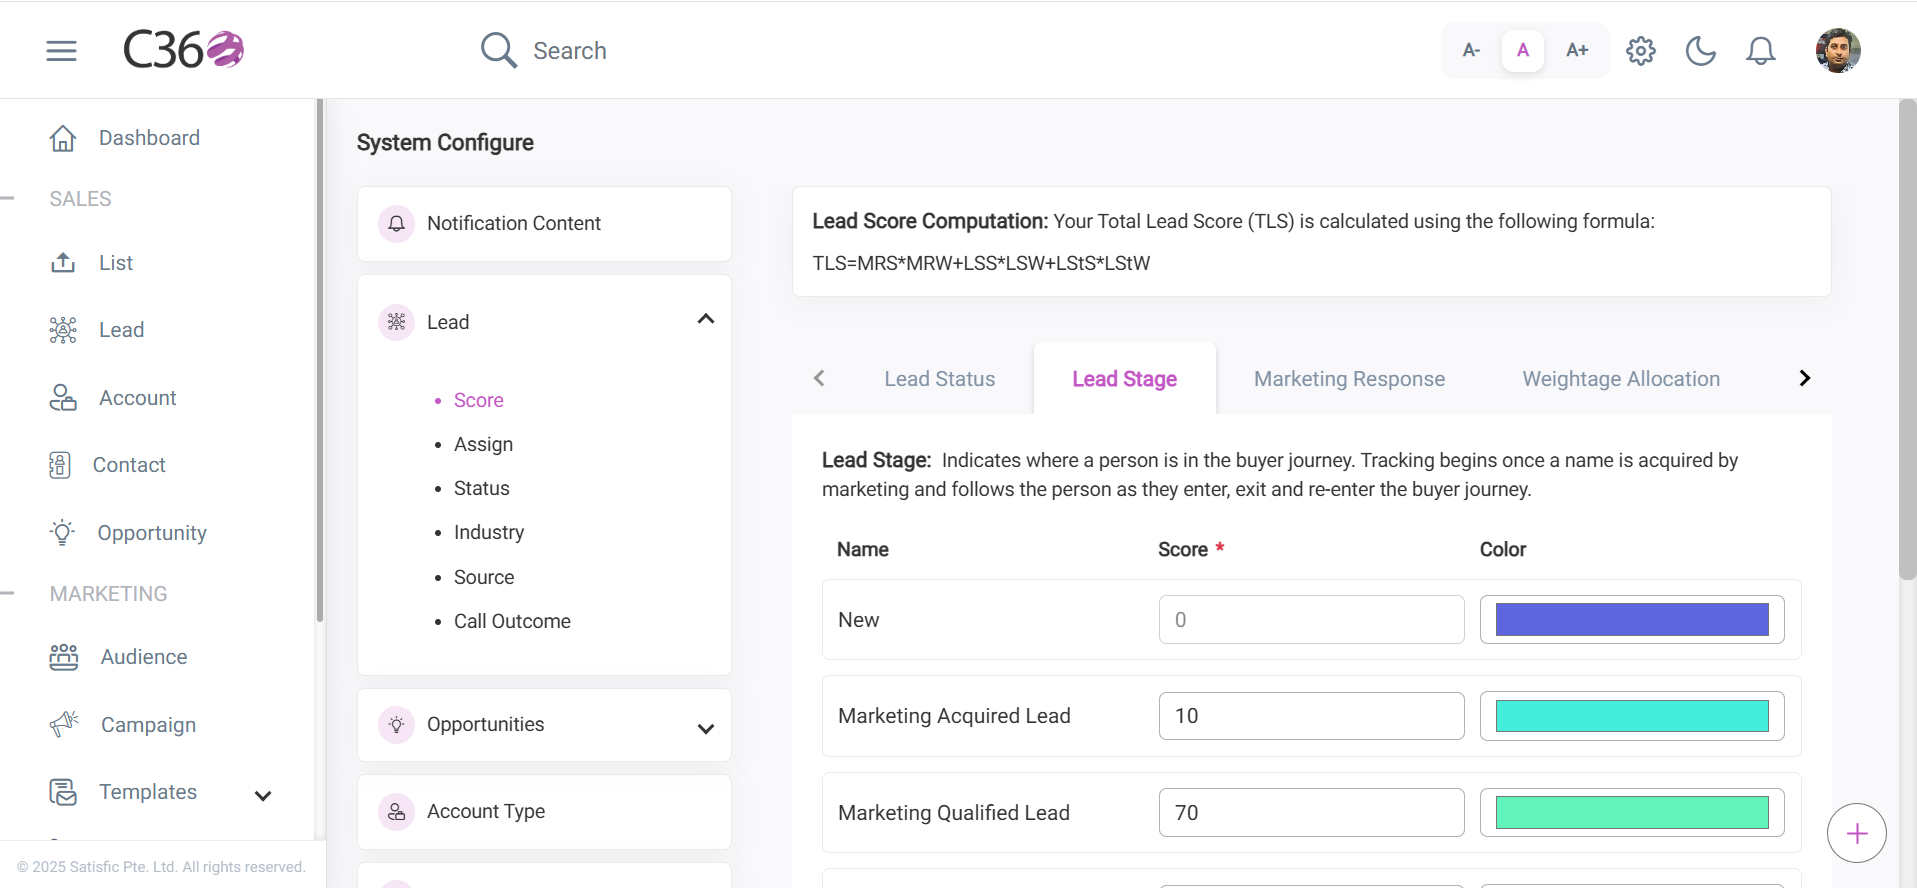 C360
Search
A-
A
A+
Dashboard
SALES
List
Lead
Account
Contact
Opportunity
MARKETING
Audience
Campaign
Templates
© 2025 Satisfic Pte. Ltd. All rights reserved.
System Configure
Notification Content
Lead
• Score
• Assign
• Status
• Industry
• Source
• Call Outcome
Opportunities
Account Type
Lead Score Computation: Your Total Lead Score (TLS) is calculated using the following formula:
TLS=MRS*MRW+LSS*LSW+LStS*LStW
Lead Status
Lead Stage
Marketing Response
Weightage Allocation
Lead Stage: Indicates where a person is in the buyer journey. Tracking begins once a name is acquired by
marketing and follows the person as they enter, exit and re-enter the buyer journey.
Name Score * Color
New 0
Marketing Acquired Lead 10
Marketing Qualified Lead 70